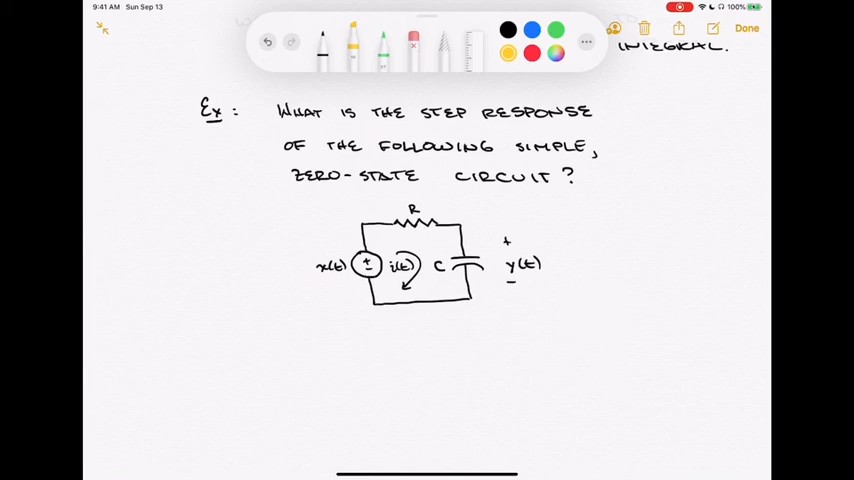 9:41 AM Sun Sep 13
100%
Done
INTEGRAL.
Ex: WHAT IS THE STEP RESPONSE
OF THE FOLLOWING SIMPLE,
ZERO-STATE CIRCUIT?
R
+
x(t) + - i(t) C y(t)
-